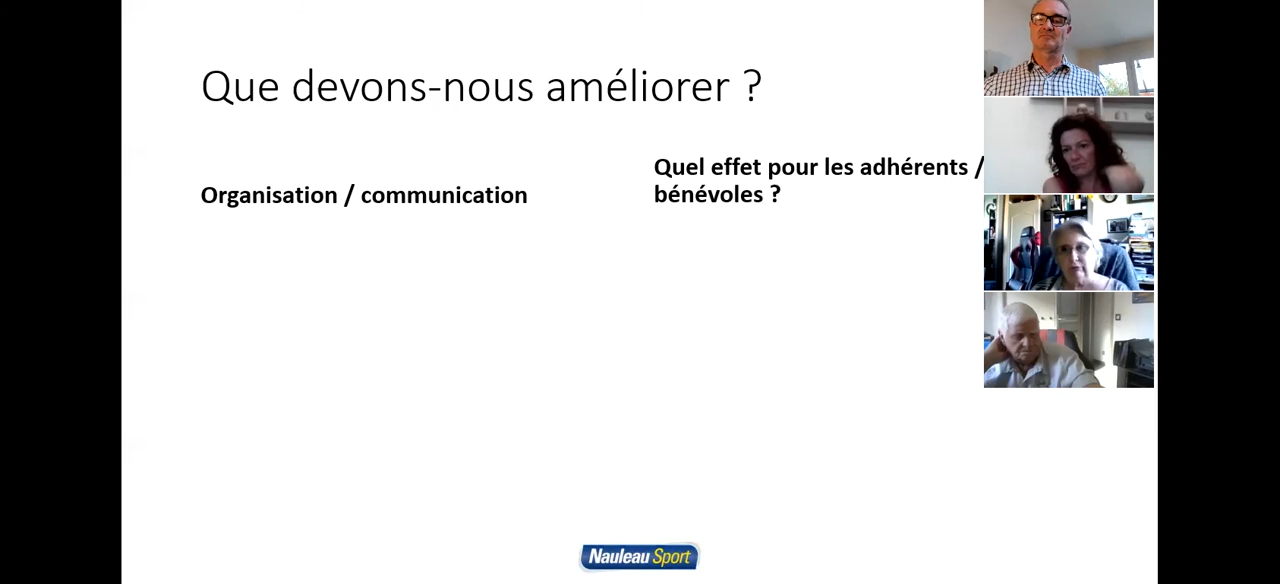 Que devons-nous améliorer ?
Organisation / communication
Quel effet pour les adhérents /
bénévoles ?
Nauleau Sport